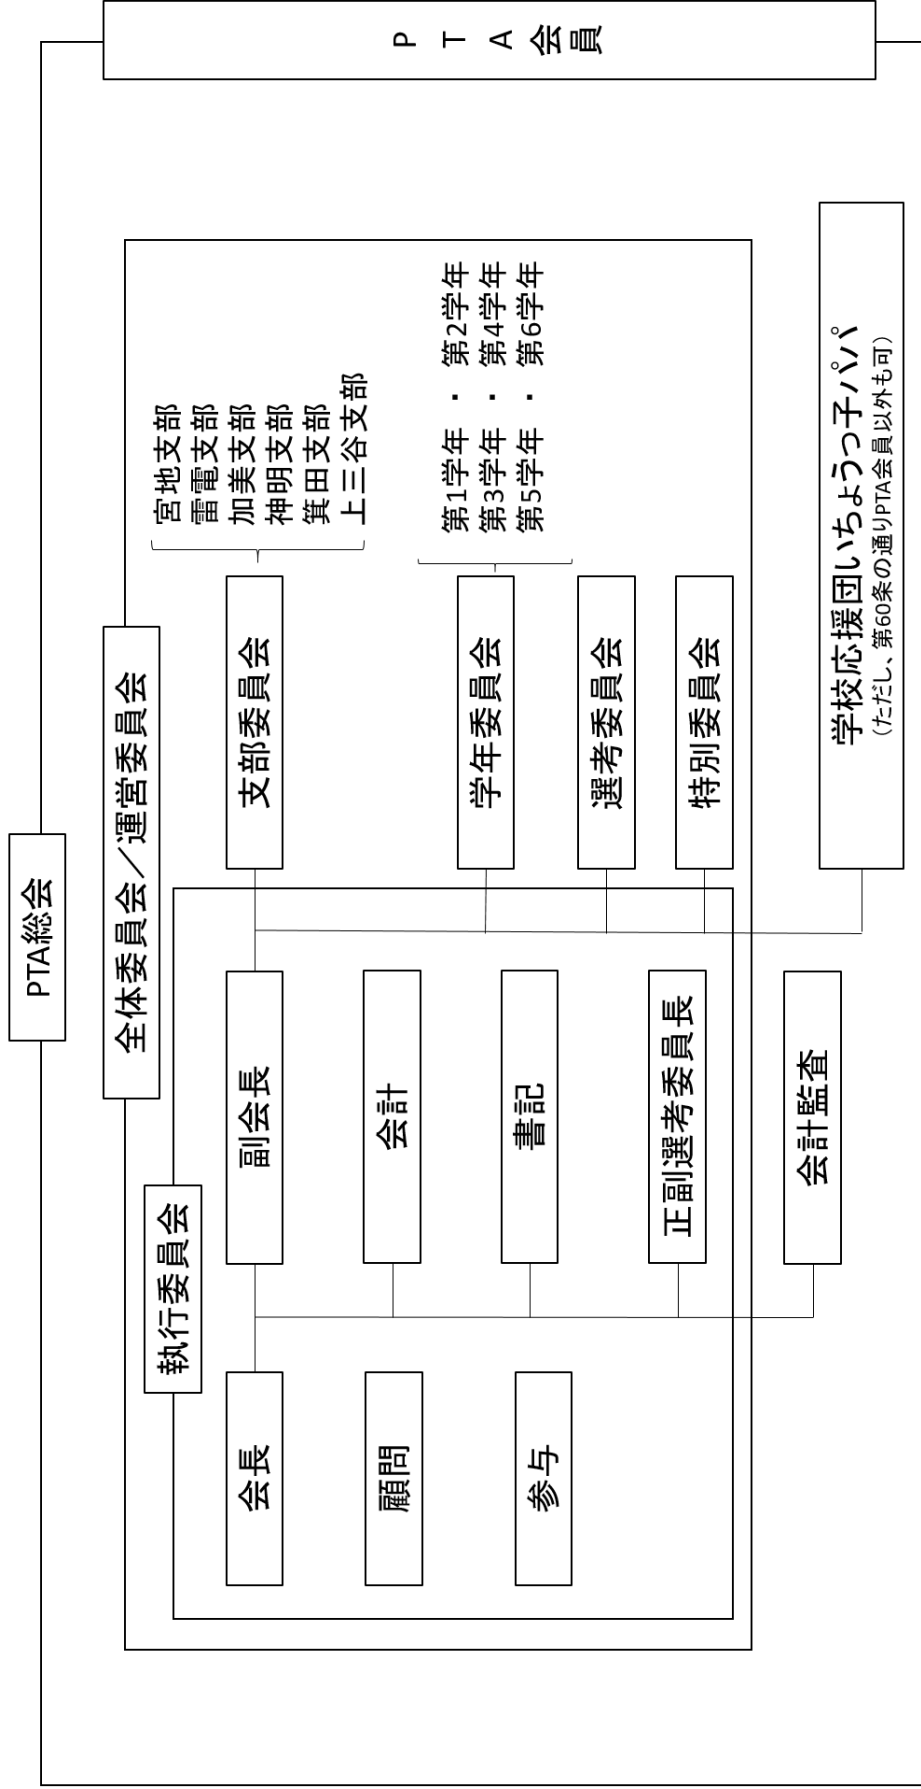 PTA総会
全体委員会／運営委員会
執行委員会
会長
顧問
参与
副会長
会計
書記
正副選考委員長
会計監査
支部委員会
宮地支部
雷電支部
加美支部
神明支部
箕田支部
上三谷支部
学年委員会
第1学年 ・ 第2学年
第3学年 ・ 第4学年
第5学年 ・ 第6学年
選考委員会
特別委員会
学校応援団いちょうっ子パパ
（ただし、第60条の通りPTA会員以外も可）
ＰＴＡ会員